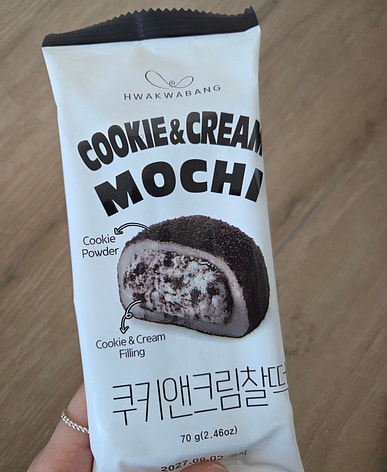 HWAKWABANG
COOKIE & CREAM
MOCHI
Cookie
Powder
Cookie & Cream
Filling
쿠키앤크림찰떡
70 g (2.46oz)